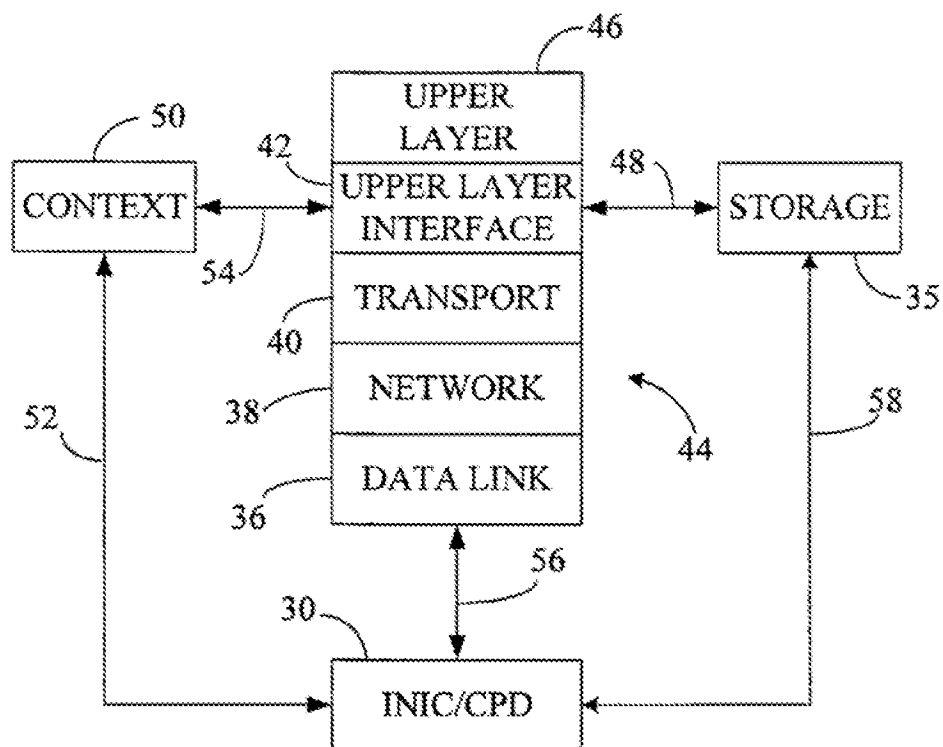 46
UPPER
LAYER
50
42
48
CONTEXT
UPPER LAYER
INTERFACE
STORAGE
54
35
TRANSPORT
40
NETWORK
38
52
44
58
DATA LINK
36
56
30
INIC/CPD